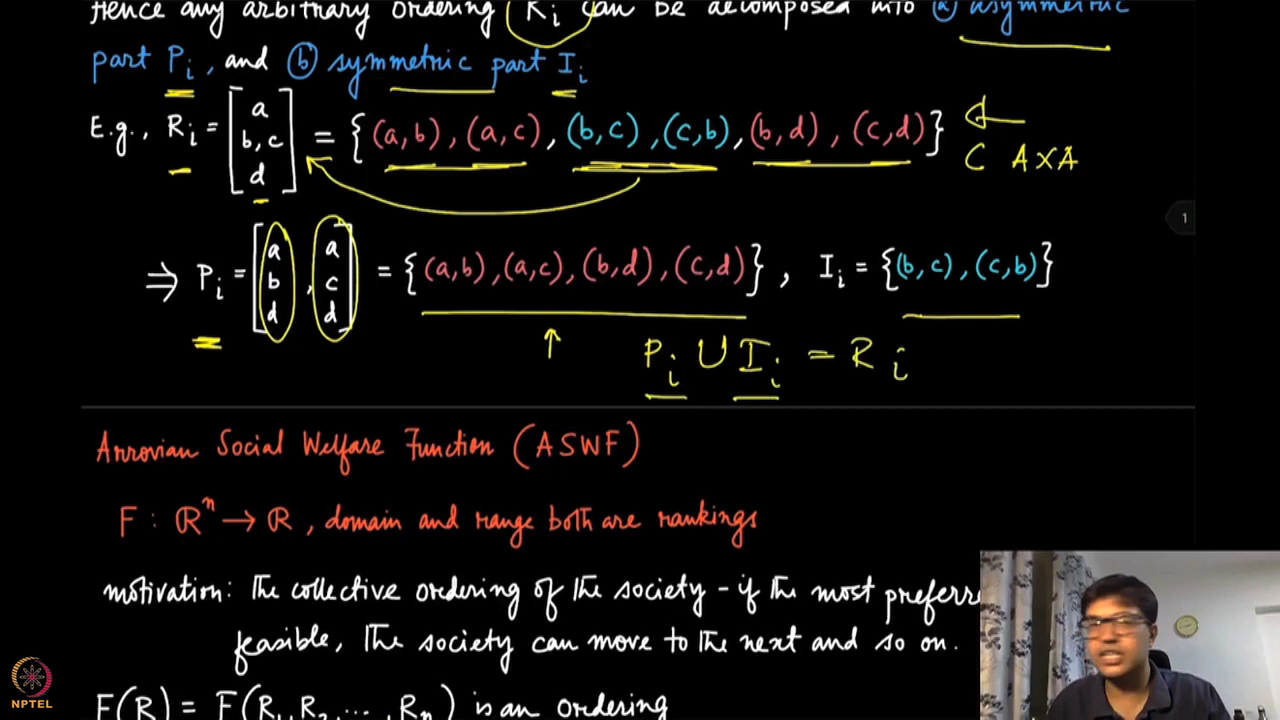 Hence any arbitrary ordering R_i can be decomposed into ⓐ asymmetric
part P_i, and ⓑ symmetric part I_i
E.g., R_i = [a
b, c
d] = {(a,b), (a,c), (b,c), (c,b), (b,d), (c,d)}
⊂ A×A
⇒ P_i = [a b d, a c d] = {(a,b), (a,c), (b,d), (c,d)}, I_i = {(b,c), (c,b)}
P_i ∪ I_i = R_i
1
Arrovian Social Welfare Function (ASWF)
F : ℝ^n → ℝ, domain and range both are rankings
motivation: The collective ordering of the society - if the most
feasible, the society can move to the next and so on.
F(R) = F(R_1, R_2, ..., R_n) is an ordering
NPTEL